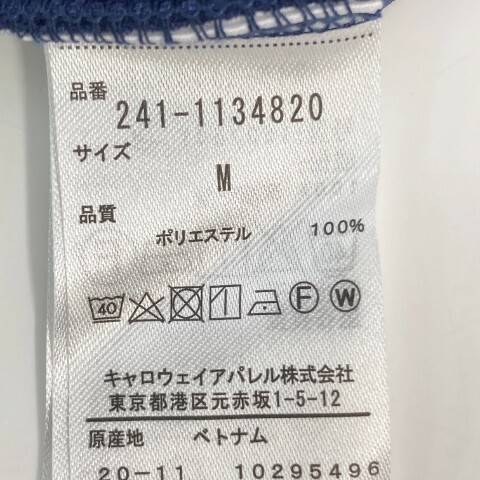 品番
241-1134820
サイズ
M
品質
ポリエステル 100%
40 F W
キャロウェイアパレル株式会社
東京都港区元赤坂1-5-12
原産地 ベトナム
20-11 10295496